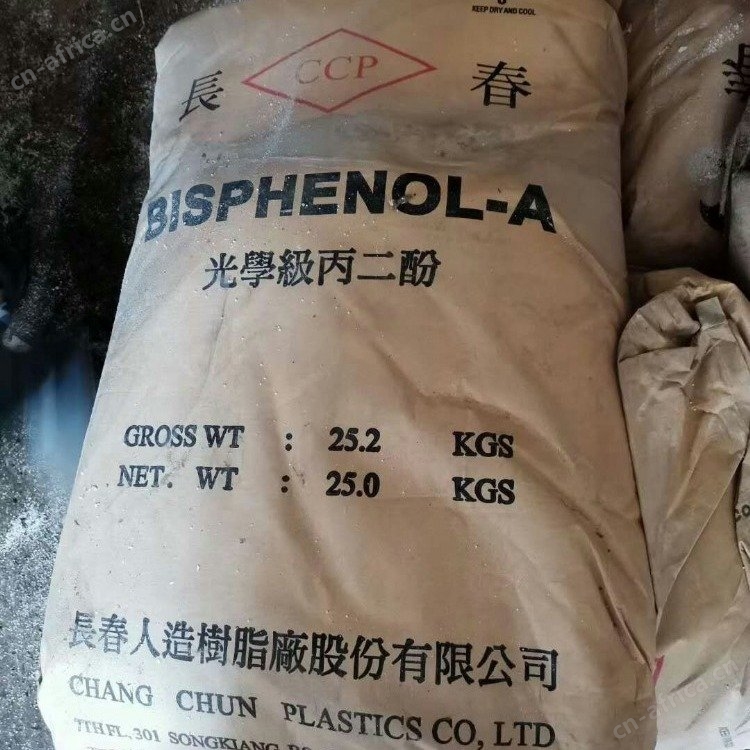 cn-africa.cn
KEEP DRY AND COOL
長 CCP 春
BISPHENOL-A
光學級丙二酚
GROSS WT : 25.2 KGS
NET. WT : 25.0 KGS
長春人造樹脂廠股份有限公司
CHANG CHUN PLASTICS CO, LTD
7TH FL., 301 SONGKIANG
cn-africa.cn